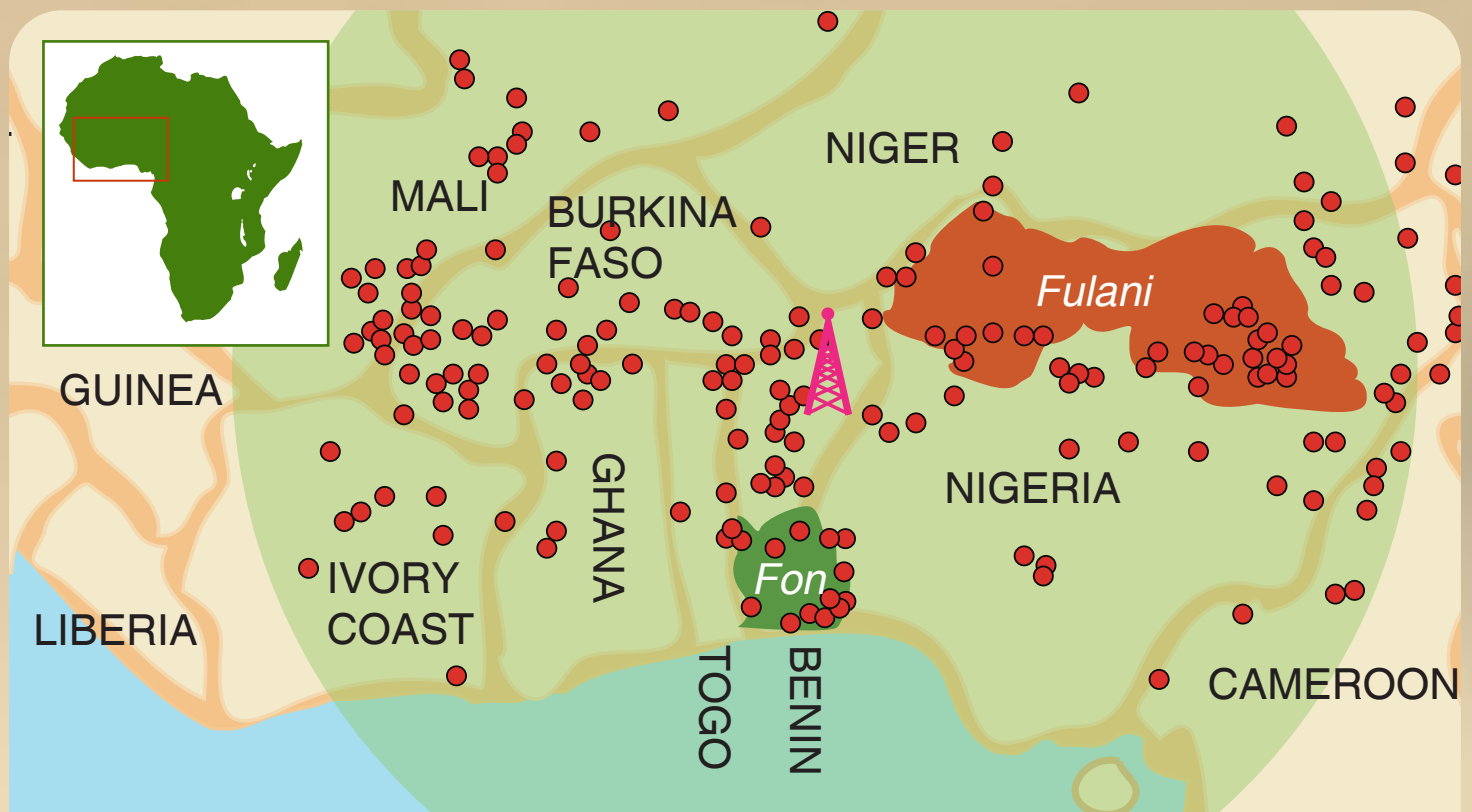 NIGER
MALI
BURKINA
FASO
Fulani
GUINEA
GHANA
NIGERIA
Fon
IVORY
COAST
LIBERIA
TOGO
BENIN
CAMEROON